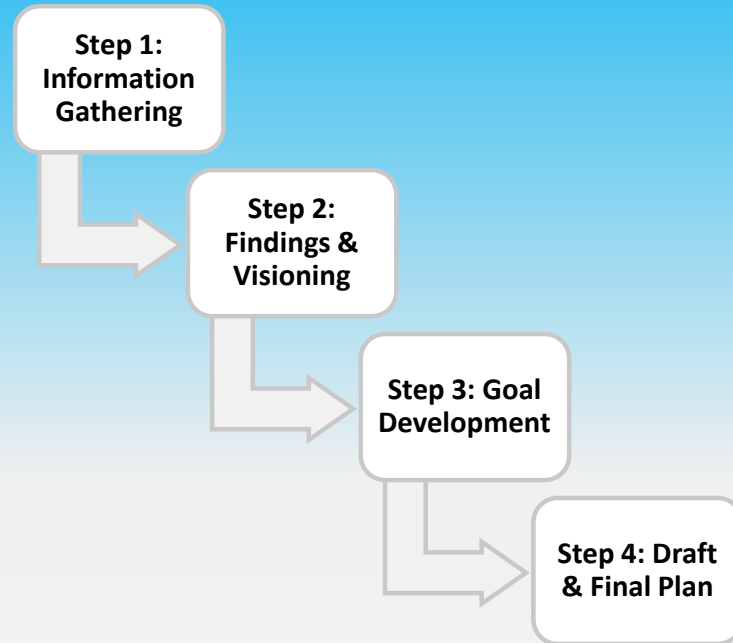 Step 1:
Information
Gathering
Step 2:
Findings &
Visioning
Step 3: Goal
Development
Step 4: Draft
& Final Plan